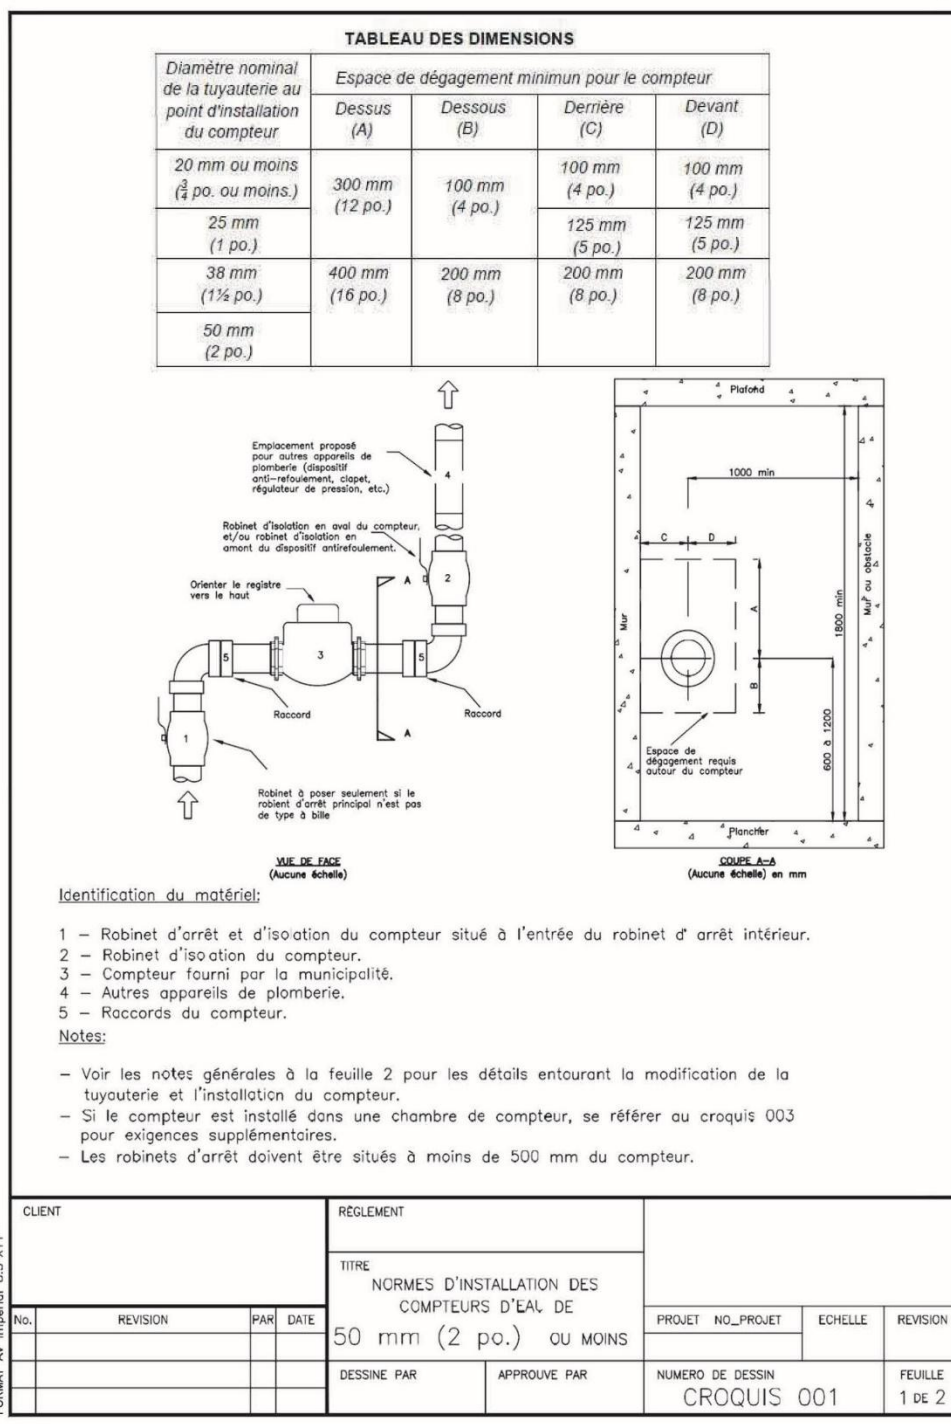 TABLEAU DES DIMENSIONS
Diamètre nominal
de la tuyauterie au
point d'installation
du compteur
Espace de dégagement minimun pour le compteur
Dessus
(A)
Dessous
(B)
Derrière
(C)
Devant
(D)
20 mm ou moins
(¾ po. ou moins.)
300 mm
(12 po.)
100 mm
(4 po.)
100 mm
(4 po.)
100 mm
(4 po.)
25 mm
(1 po.)
125 mm
(5 po.)
125 mm
(5 po.)
38 mm
(1½ po.)
400 mm
(16 po.)
200 mm
(8 po.)
200 mm
(8 po.)
200 mm
(8 po.)
50 mm
(2 po.)
Emplacement proposé
pour autres appareils de
plomberie (dispositif
anti-refoulement, clapet,
régulateur de pression, etc.)
4
Robinet d'isolation en aval du compteur,
et/ou robinet d'isolation en
amont du dispositif antirefoulement.
A
2
Orienter le registre
vers le haut
5
3
5
Raccord
Raccord
A
1
Robinet à poser seulement si le
robient d'arrêt principal n'est pas
de type à bille
VUE DE FACE
(Aucune échelle)
Plafond
1000 min
C
D
A
B
Mur
Mur ou obstacle
1800 min
600 à 1200
Espace de
dégagement requis
autour du compteur
Plancher
COUPE A-A
(Aucune échelle) en mm
Identification du matériel:
1 – Robinet d'arrêt et d'isolation du compteur situé à l'entrée du robinet d' arrêt intérieur.
2 – Robinet d'isolation du compteur.
3 – Compteur fourni par la municipalité.
4 – Autres appareils de plomberie.
5 – Raccords du compteur.
Notes:
– Voir les notes générales à la feuille 2 pour les détails entourant la modification de la
tuyauterie et l'installation du compteur.
– Si le compteur est installé dans une chambre de compteur, se référer au croquis 003
pour exigences supplémentaires.
– Les robinets d'arrêt doivent être situés à moins de 500 mm du compteur.
CLIENT
RÈGLEMENT
TITRE
NORMES D'INSTALLATION DES
COMPTEURS D'EAU DE
50 mm (2 po.) OU MOINS
No.
REVISION
PAR
DATE
PROJET NO_PROJET
ECHELLE
REVISION
DESSINE PAR
APPROUVE PAR
NUMERO DE DESSIN
CROQUIS 001
FEUILLE
1 DE 2